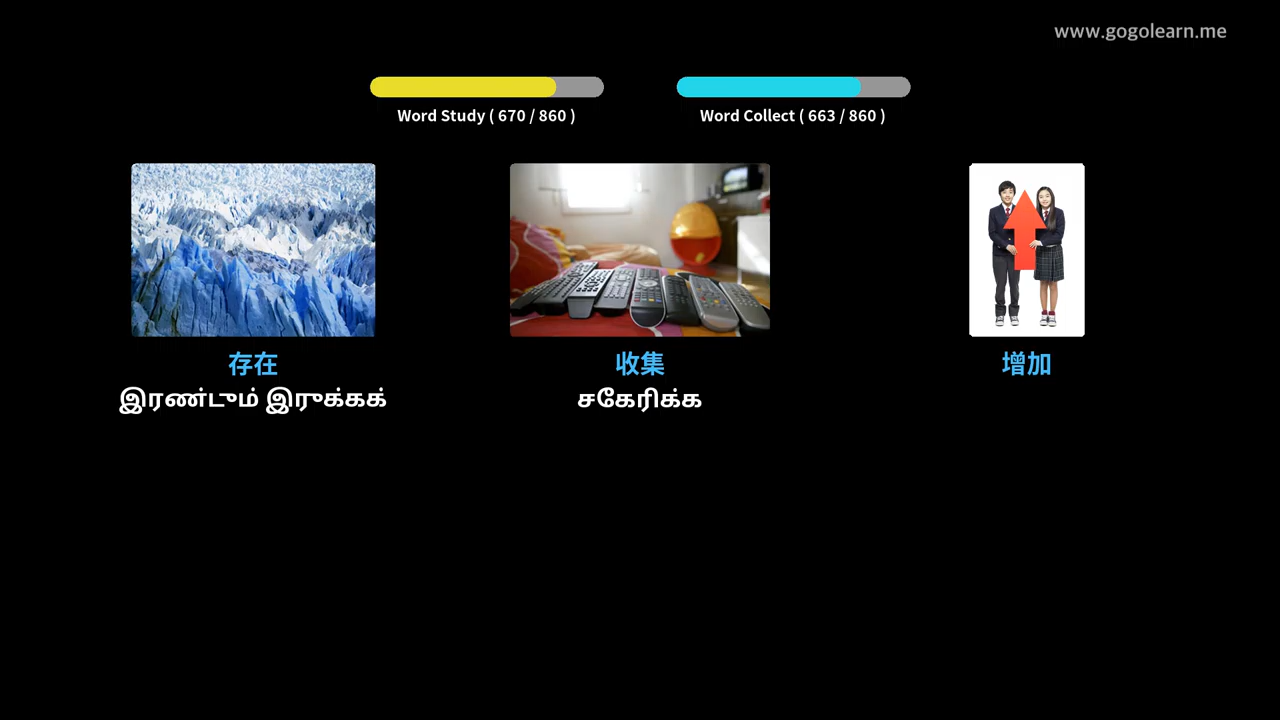 www.gogolearn.me
Word Study ( 670 / 860 )
Word Collect ( 663 / 860 )
存在
收集
增加
இரண்டும் இருக்கக்
சகேரிக்க